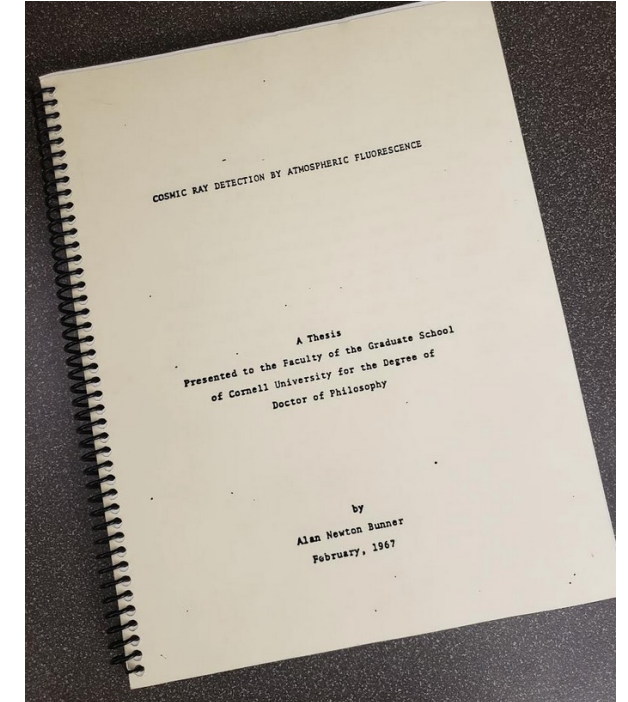 COSMIC RAY DETECTION BY ATMOSPHERIC FLUORESCENCE
A Thesis
Presented to the Faculty of the Graduate School
of Cornell University for the Degree of
Doctor of Philosophy
by
Alan Newton Bunner
February, 1967